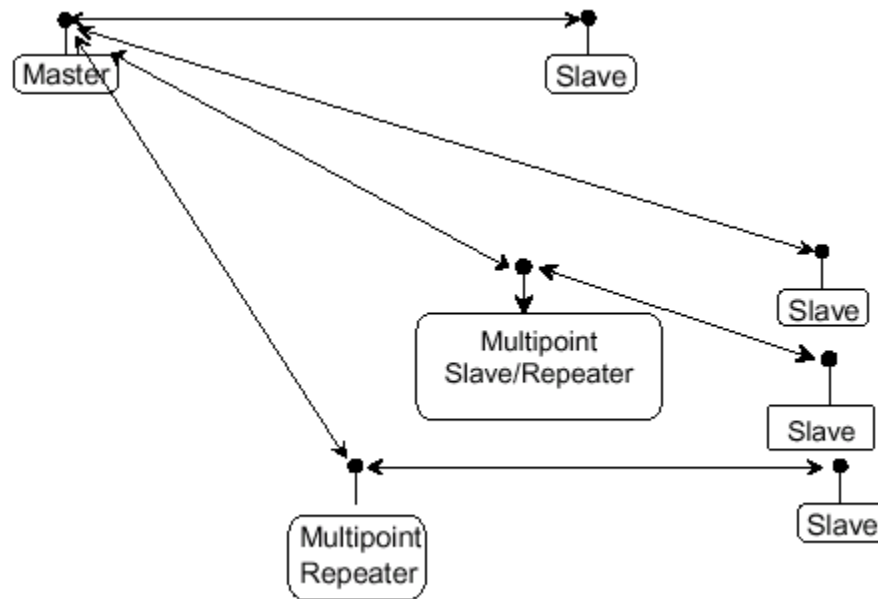 Master
Slave
Slave
Multipoint
Slave/Repeater
Slave
Slave
Multipoint
Repeater